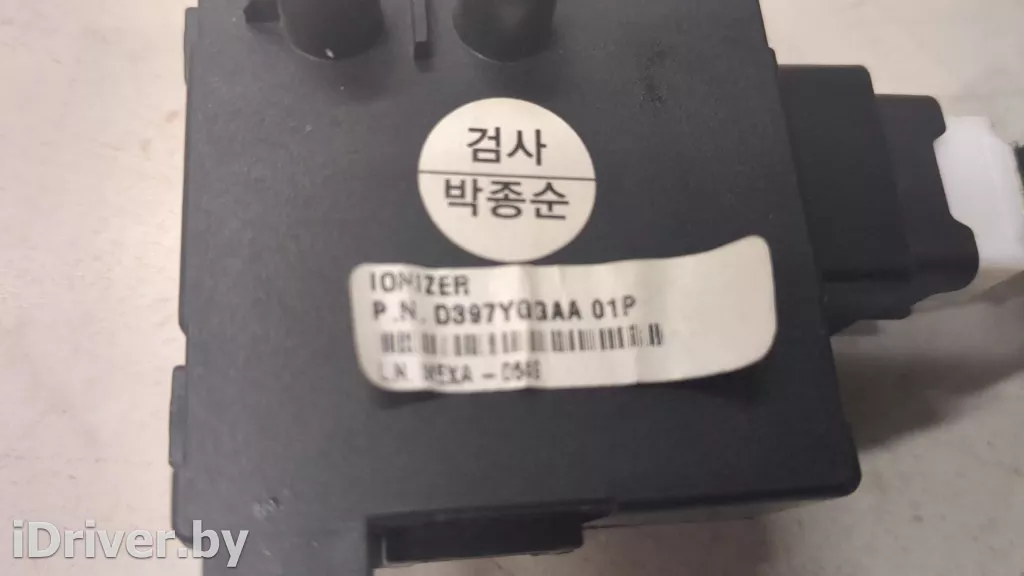 검사
박종순
IONIZER
P.N. D397YG3AA 01P
L.N.
iDriver.by